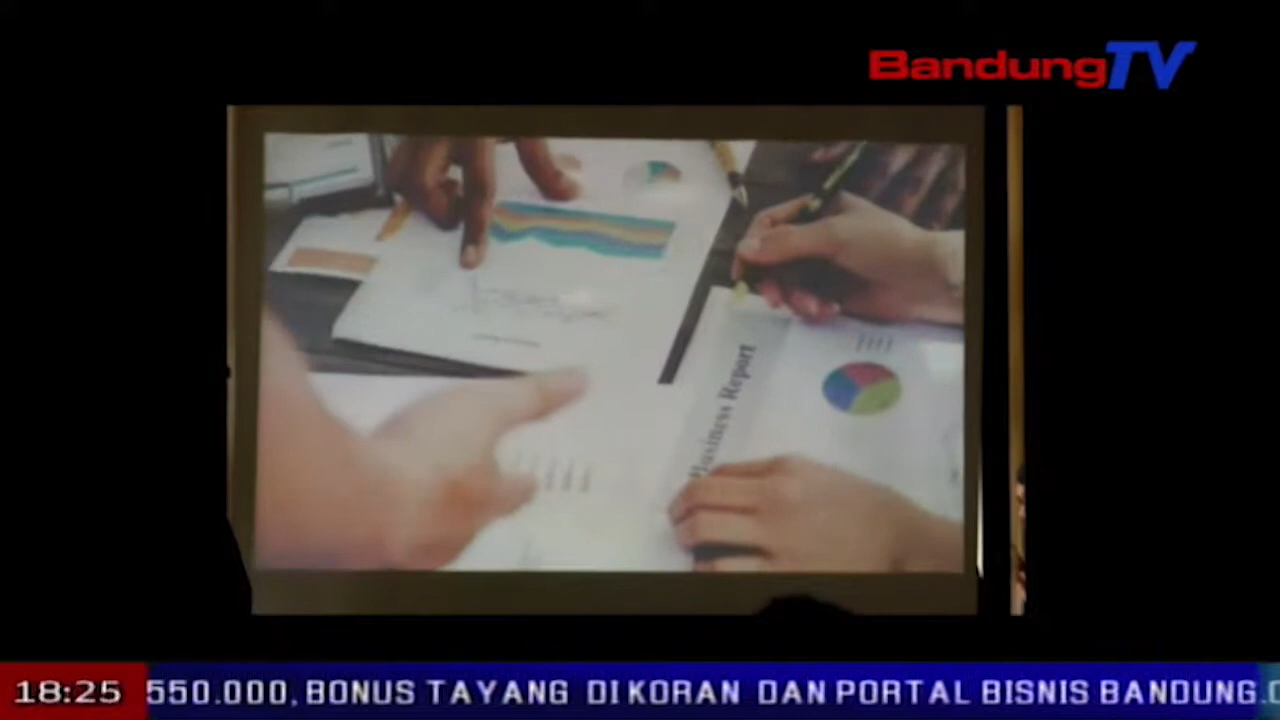 BandungTV
Business Report
18:25
550.000, BONUS TAYANG DI KORAN DAN PORTAL BISNIS BANDUNG.